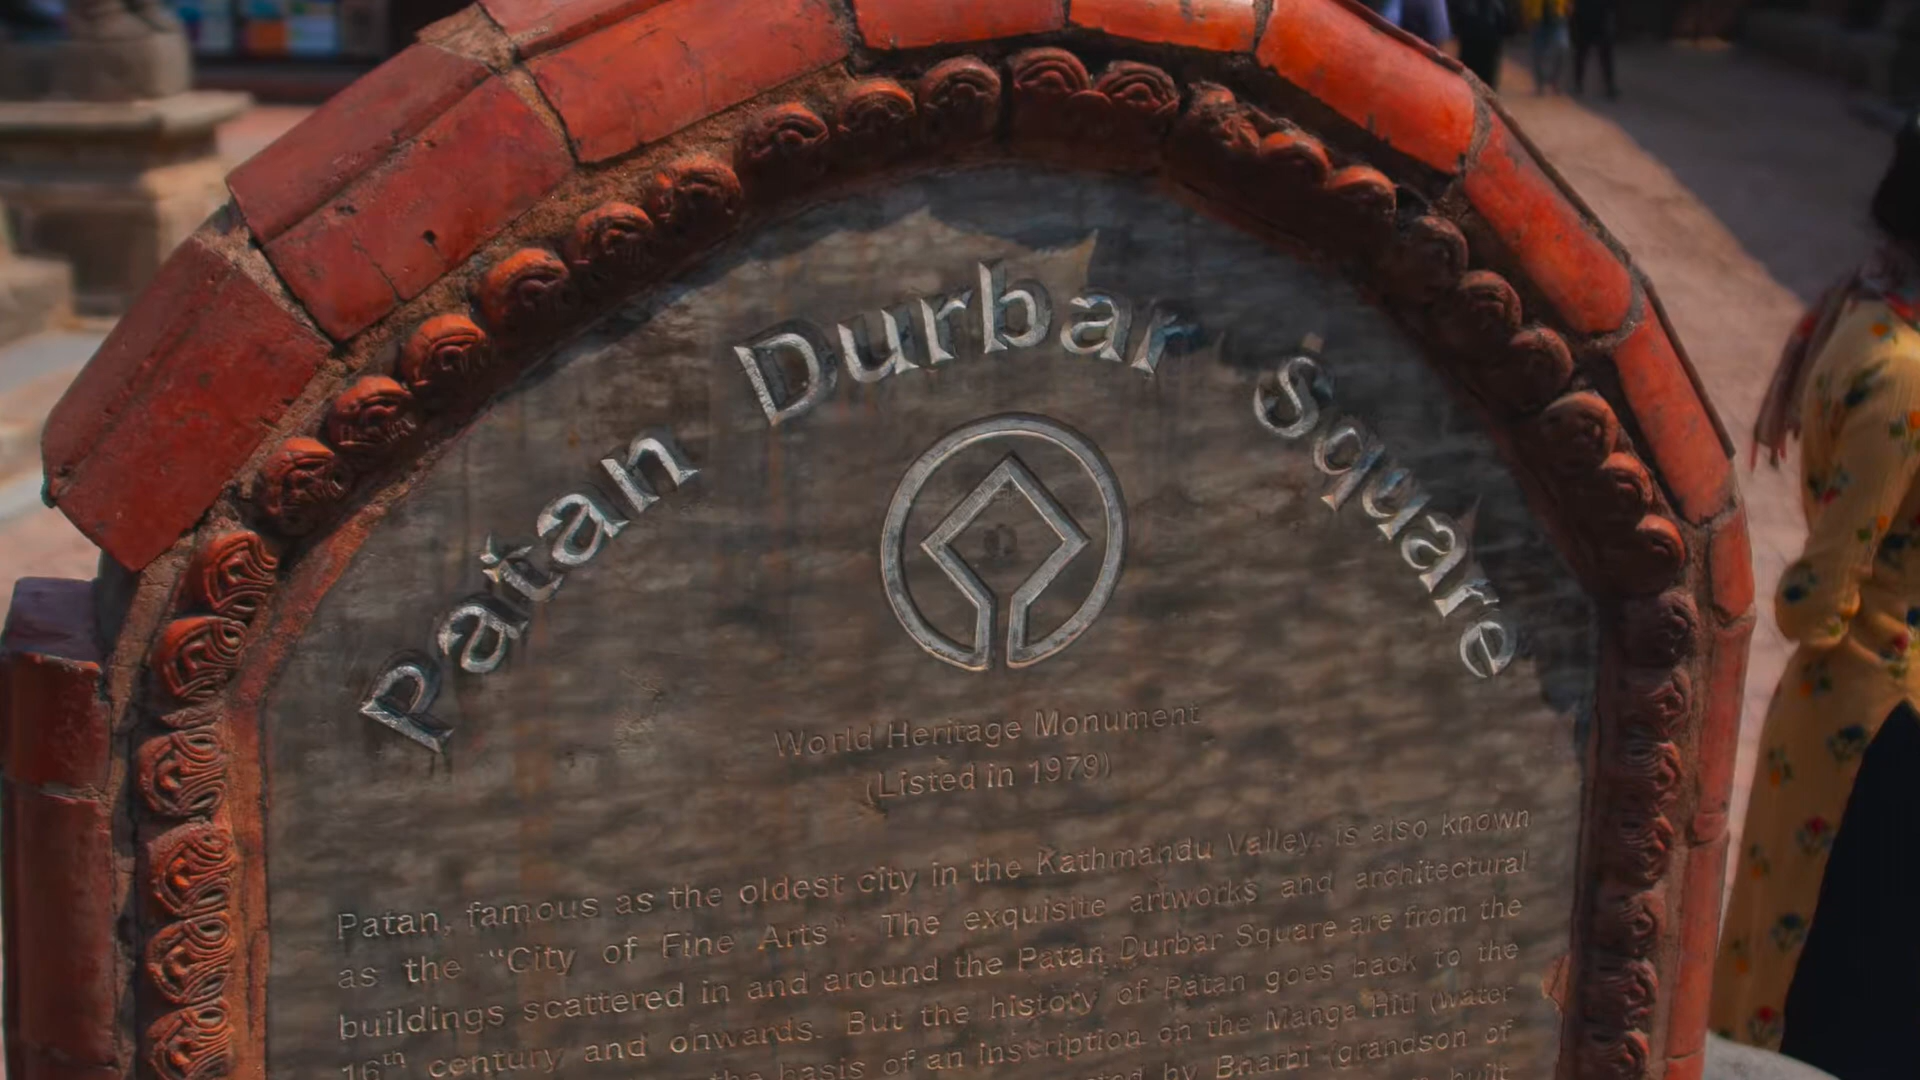 Patan Durbar Square
World Heritage Monument
(Listed in 1979)
Patan, famous as the oldest city in the Kathmandu Valley, is also known
as the "City of Fine Arts". The exquisite artworks and architectural
buildings scattered in and around the Patan Durbar Square are from the
16th century and onwards. But the history of Patan goes back to the
the basis of an inscription on the Manga Hiti (water
by Bharbi (grandson of
built